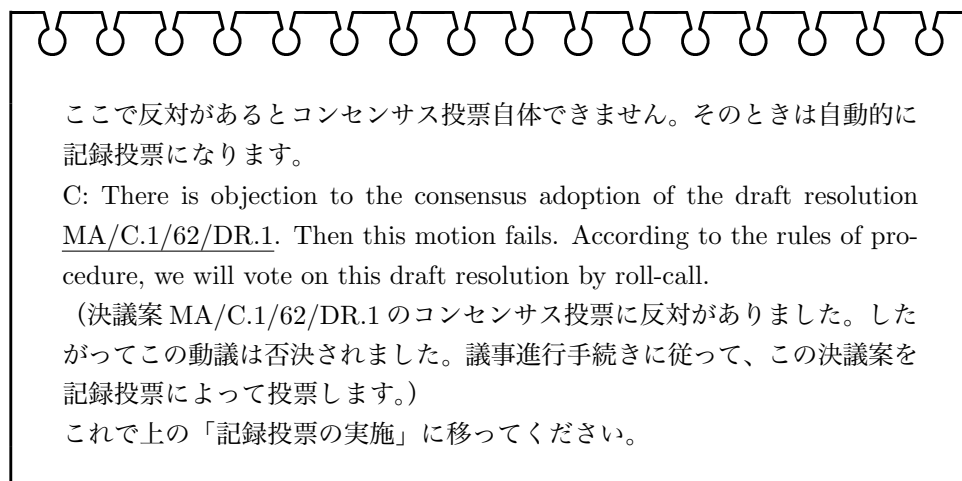 ここで反対があるとコンセンサス投票自体できません。そのときは自動的に
記録投票になります。
C: There is objection to the consensus adoption of the draft resolution
MA/C.1/62/DR.1. Then this motion fails. According to the rules of pro-
cedure, we will vote on this draft resolution by roll-call.
（決議案 MA/C.1/62/DR.1 のコンセンサス投票に反対がありました。した
がってこの動議は否決されました。議事進行手続きに従って、この決議案を
記録投票によって投票します。）
これで上の「記録投票の実施」に移ってください。